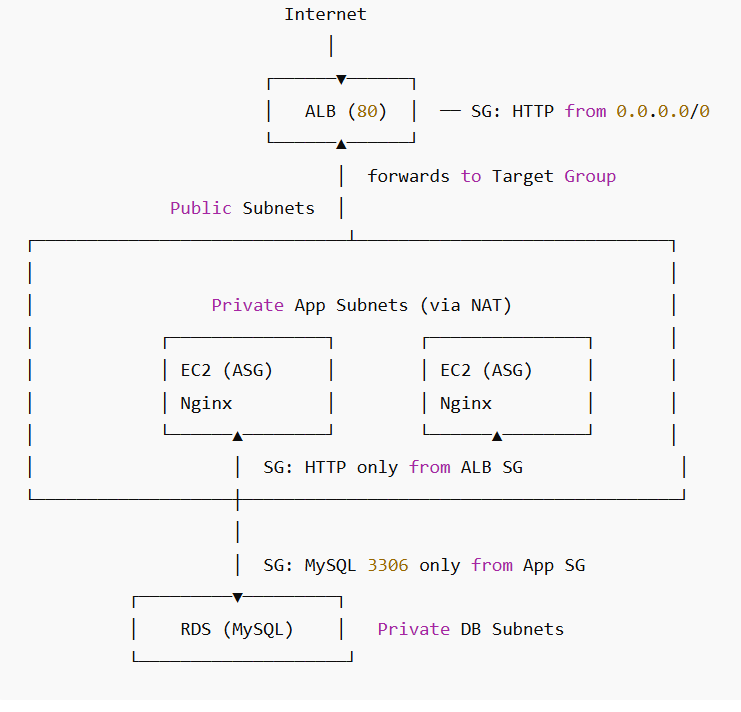 Internet
ALB (80) ── SG: HTTP from 0.0.0.0/0
forwards to Target Group
Public Subnets
Private App Subnets (via NAT)
EC2 (ASG) EC2 (ASG)
Nginx Nginx
SG: HTTP only from ALB SG
SG: MySQL 3306 only from App SG
RDS (MySQL) Private DB Subnets